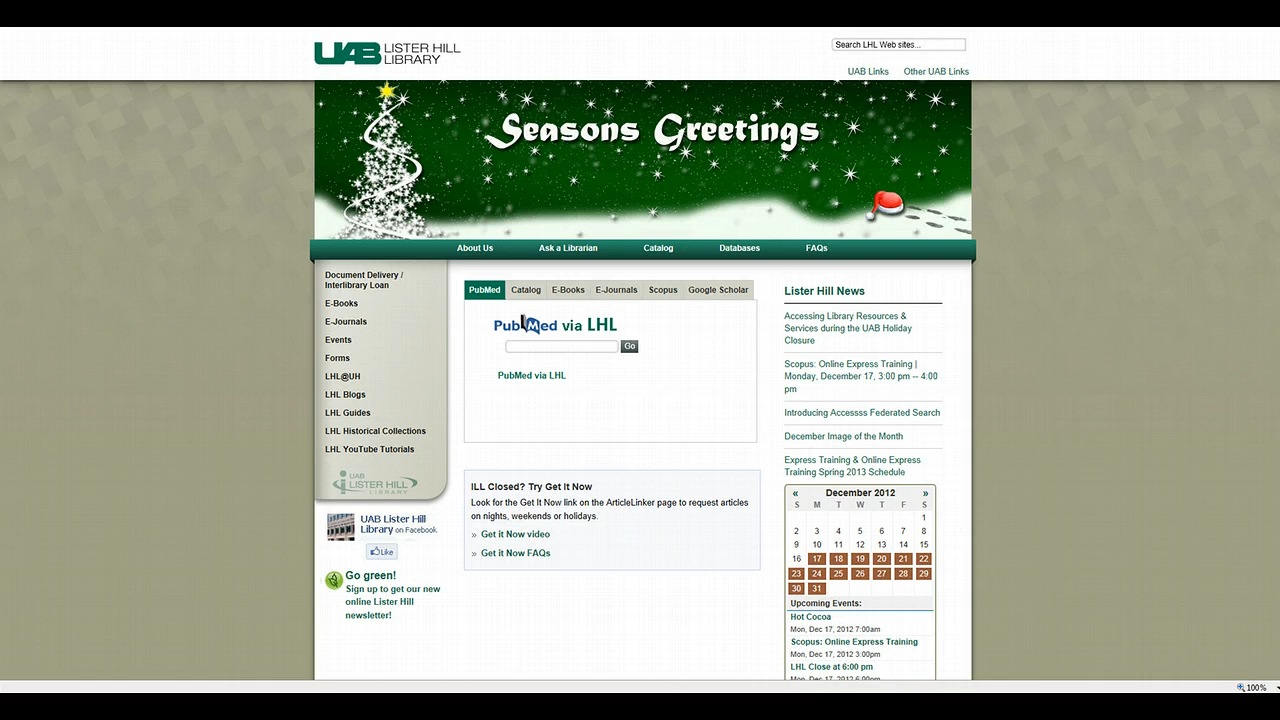 UAB LISTER HILL
LIBRARY
Search LHL Web sites...
UAB Links Other UAB Links
Seasons Greetings
About Us Ask a Librarian Catalog Databases FAQs
Document Delivery /
Interlibrary Loan
E-Books
E-Journals
Events
Forms
LHL@UH
LHL Blogs
LHL Guides
LHL Historical Collections
LHL YouTube Tutorials
UAB
LISTER HILL
LIBRARY
UAB Lister Hill
Library on Facebook
Like
Go green!
Sign up to get our new
online Lister Hill
newsletter!
PubMed Catalog E-Books E-Journals Scopus Google Scholar
PubMed via LHL
Go
PubMed via LHL
ILL Closed? Try Get It Now
Look for the Get It Now link on the ArticleLinker page to request articles
on nights, weekends or holidays.
» Get it Now video
» Get it Now FAQs
Lister Hill News
Accessing Library Resources &
Services during the UAB Holiday
Closure
Scopus: Online Express Training |
Monday, December 17, 3:00 pm -- 4:00
pm
Introducing Accessss Federated Search
December Image of the Month
Express Training & Online Express
Training Spring 2013 Schedule
« December 2012 »
S M T W T F S
1
2 3 4 5 6 7 8
9 10 11 12 13 14 15
16 17 18 19 20 21 22
23 24 25 26 27 28 29
30 31
Upcoming Events:
Hot Cocoa
Mon, Dec 17, 2012 7:00am
Scopus: Online Express Training
Mon, Dec 17, 2012 3:00pm
LHL Close at 6:00 pm
Mon, Dec 17, 2012 6:00pm
100%